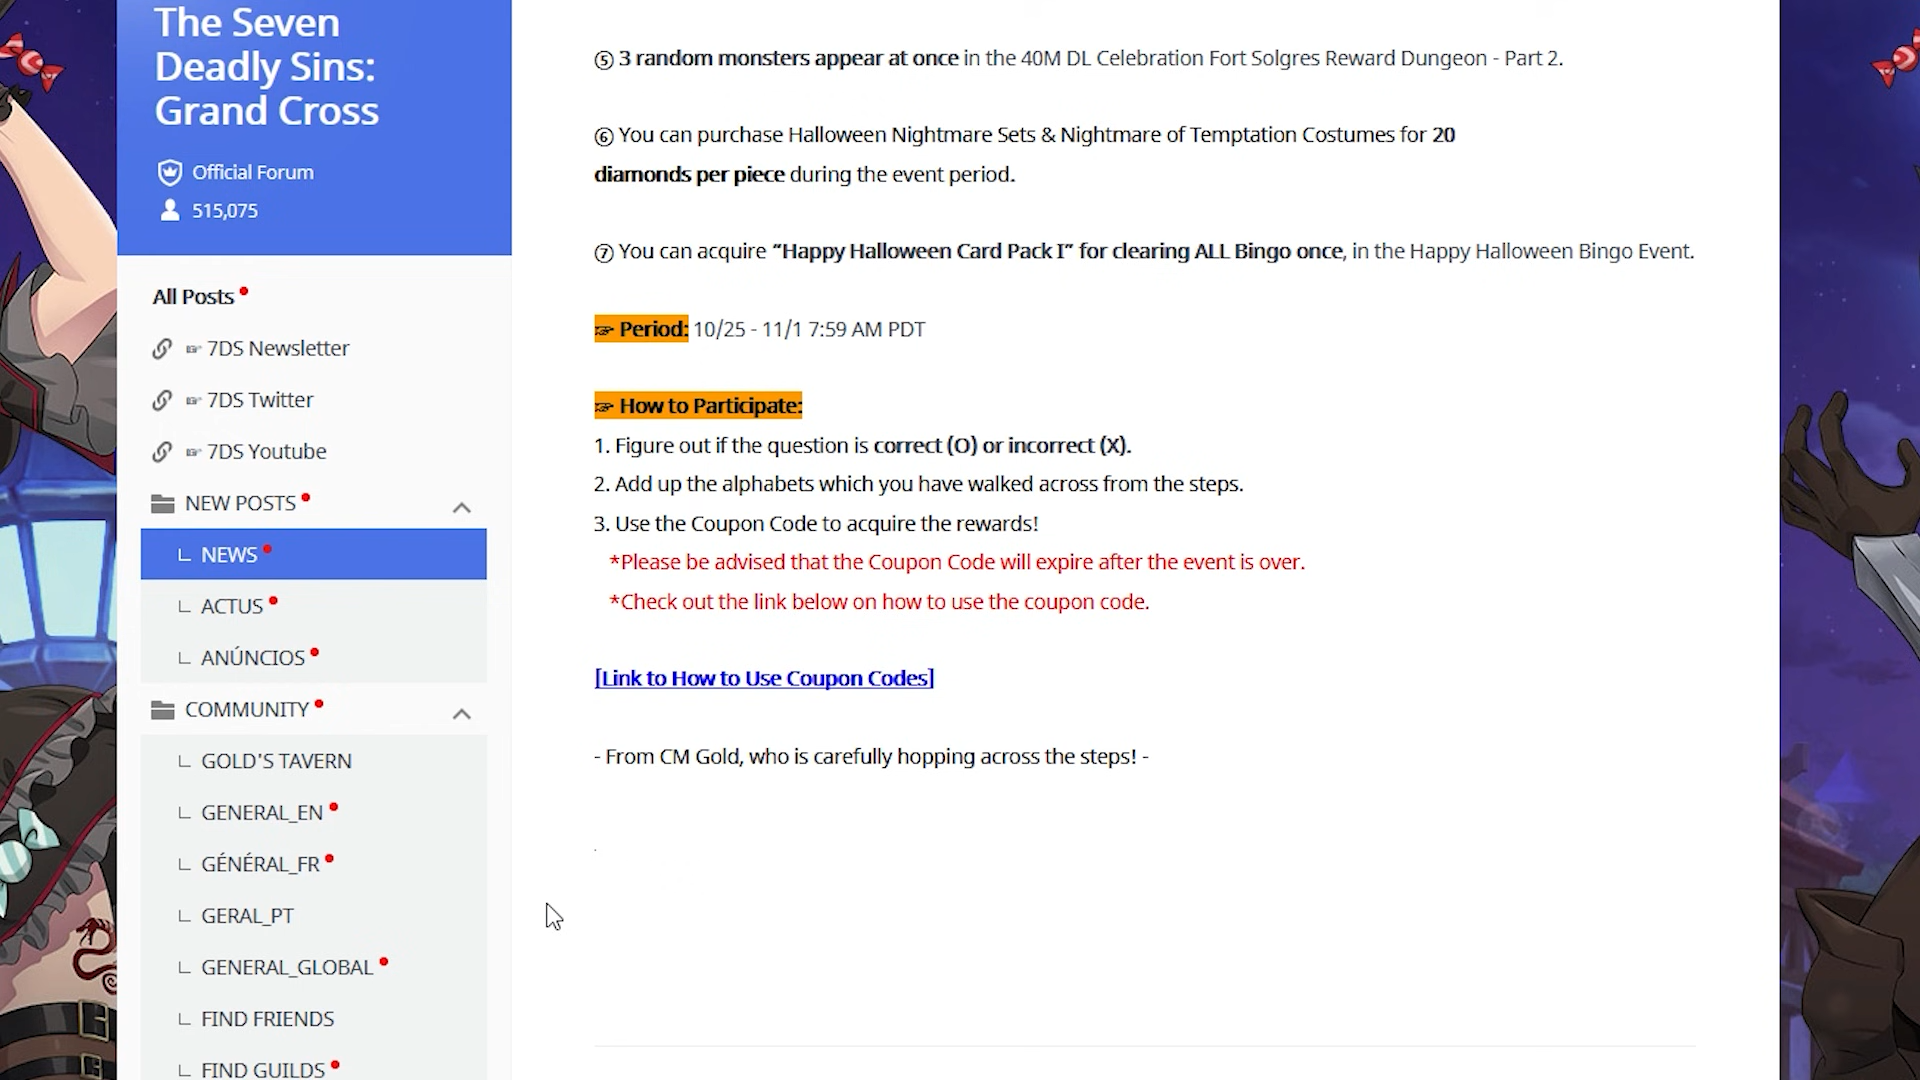 The Seven
Deadly Sins:
Grand Cross
Official Forum
515,075
All Posts
☞ 7DS Newsletter
☞ 7DS Twitter
☞ 7DS Youtube
NEW POSTS
NEWS
ACTUS
ANÚNCIOS
COMMUNITY
GOLD'S TAVERN
GENERAL_EN
GÉNÉRAL_FR
GERAL_PT
GENERAL_GLOBAL
FIND FRIENDS
FIND GUILDS
⑤ 3 random monsters appear at once in the 40M DL Celebration Fort Solgres Reward Dungeon - Part 2.
⑥ You can purchase Halloween Nightmare Sets & Nightmare of Temptation Costumes for 20
diamonds per piece during the event period.
⑦ You can acquire “Happy Halloween Card Pack I” for clearing ALL Bingo once, in the Happy Halloween Bingo Event.
☞ Period: 10/25 - 11/1 7:59 AM PDT
☞ How to Participate:
1. Figure out if the question is correct (O) or incorrect (X).
2. Add up the alphabets which you have walked across from the steps.
3. Use the Coupon Code to acquire the rewards!
*Please be advised that the Coupon Code will expire after the event is over.
*Check out the link below on how to use the coupon code.
[Link to How to Use Coupon Codes]
- From CM Gold, who is carefully hopping across the steps! -
.